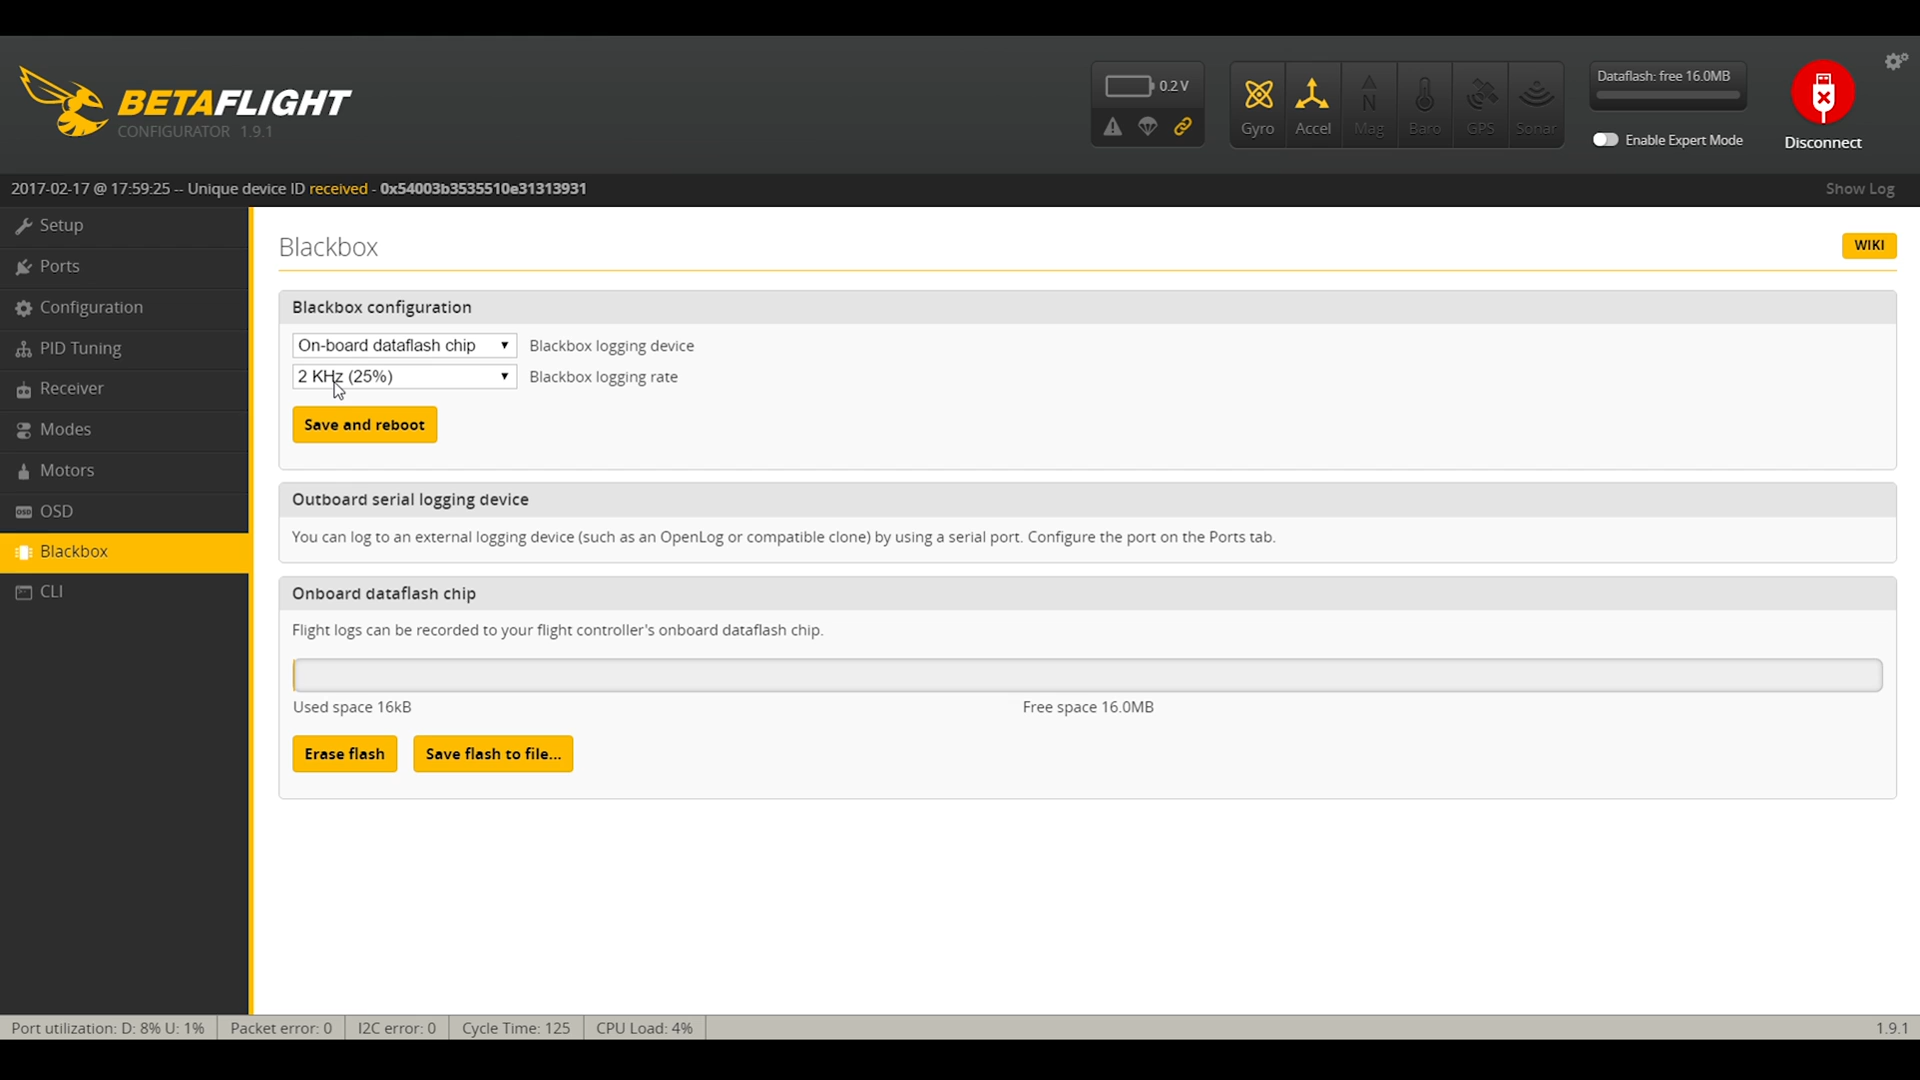 BETAFLIGHT
CONFIGURATOR 1.9.1
0.2 V
Gyro
Accel
Mag
Baro
GPS
Sonar
Dataflash: free 16.0MB
Enable Expert Mode
Disconnect
2017-02-17 @ 17:59:25 -- Unique device ID received - 0x54003b3535510e31313931
Show Log
Setup
Ports
Configuration
PID Tuning
Receiver
Modes
Motors
OSD
Blackbox
CLI
Blackbox
WIKI
Blackbox configuration
On-board dataflash chip Blackbox logging device
2 KHz (25%) Blackbox logging rate
Save and reboot
Outboard serial logging device
You can log to an external logging device (such as an OpenLog or compatible clone) by using a serial port. Configure the port on the Ports tab.
Onboard dataflash chip
Flight logs can be recorded to your flight controller's onboard dataflash chip.
Used space 16kB
Free space 16.0MB
Erase flash
Save flash to file...
Port utilization: D: 8% U: 1%
Packet error: 0
I2C error: 0
Cycle Time: 125
CPU Load: 4%
1.9.1